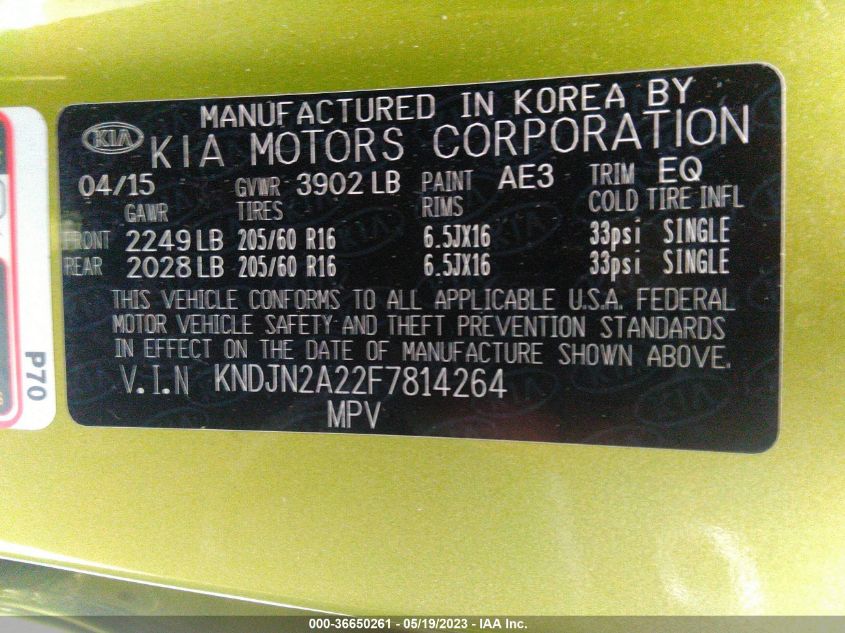 MANUFACTURED IN KOREA BY
KIA KIA MOTORS CORPORATION
04/15 GVWR 3902 LB PAINT AE3 TRIM EQ
GAWR TIRES RIMS COLD TIRE INFL
FRONT 2249 LB 205/60 R16 6.5JX16 33psi SINGLE
REAR 2028 LB 205/60 R16 6.5JX16 33psi SINGLE
THIS VEHICLE CONFORMS TO ALL APPLICABLE U.S.A. FEDERAL
MOTOR VEHICLE SAFETY AND THEFT PREVENTION STANDARDS
IN EFFECT ON THE DATE OF MANUFACTURE SHOWN ABOVE.
V.I.N KNDJN2A22F7814264
MPV
P70
000-36650261 - 05/19/2023 - IAA Inc.